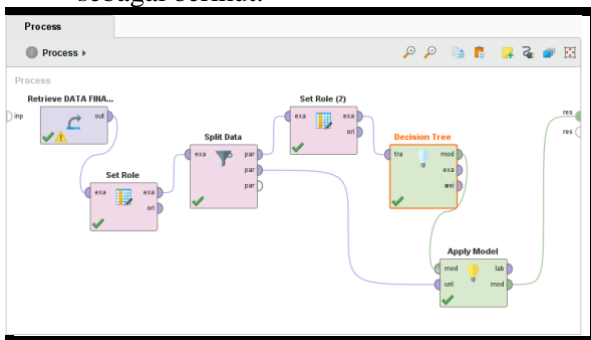 sebagai berikut:
Process
Process
Process
Retrieve DATA FINA...
inp
out
Set Role
exa
exa
ori
Split Data
exa
par
par
par
Set Role (2)
exa
exa
ori
Decision Tree
tra
mod
exa
wei
Apply Model
mod
lab
unl
mod
res
res